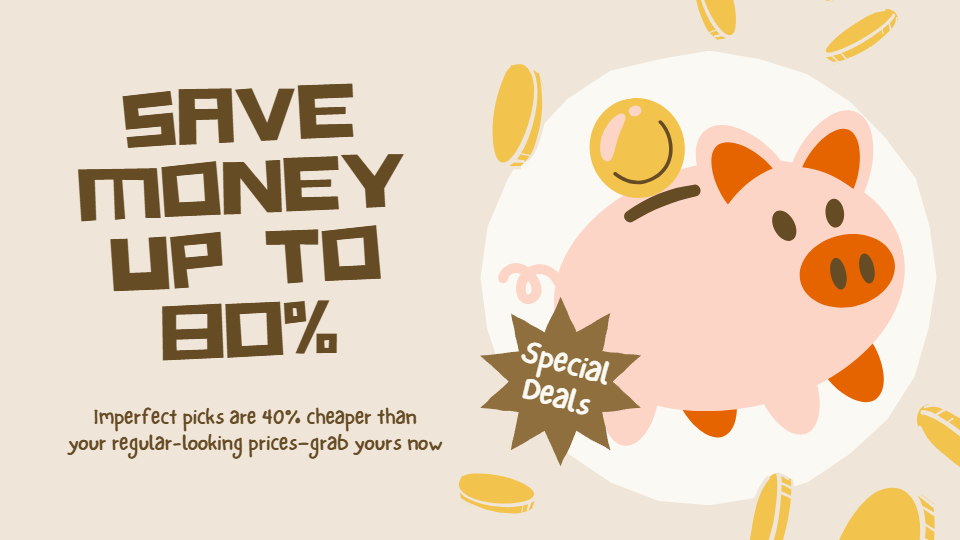 SAVE
MONEY
UP TO
80%
Imperfect picks are 40% cheaper than
your regular-looking prices—grab yours now
Special
Deals